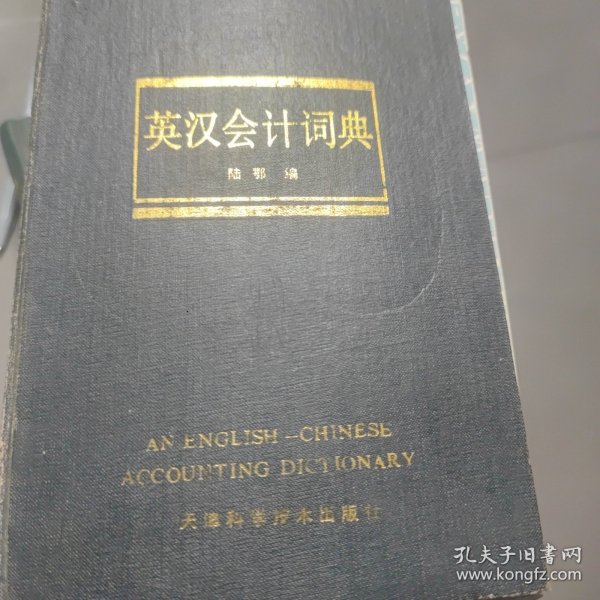 英汉会计词典
陆鄂 编
AN ENGLISH-CHINESE
ACCOUNTING DICTIONARY
天津科学技术出版社
孔夫子旧书网
www.kongfz.com